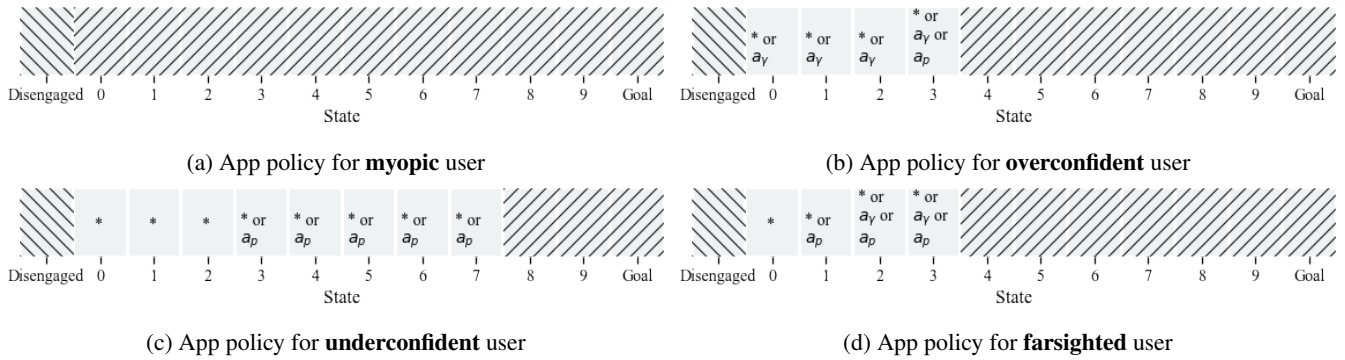 * or
aγ
* or
aγ
* or
aγ
* or
aγ or
ap
Disengaged 0 1 2 3 4 5 6 7 8 9 Goal
State
(a) App policy for myopic user
Disengaged 0 1 2 3 4 5 6 7 8 9 Goal
State
(b) App policy for overconfident user
*
*
*
* or
ap
* or
ap
* or
ap
* or
ap
* or
ap
Disengaged 0 1 2 3 4 5 6 7 8 9 Goal
State
(c) App policy for underconfident user
*
* or
ap
* or
aγ or
ap
* or
aγ or
ap
Disengaged 0 1 2 3 4 5 6 7 8 9 Goal
State
(d) App policy for farsighted user